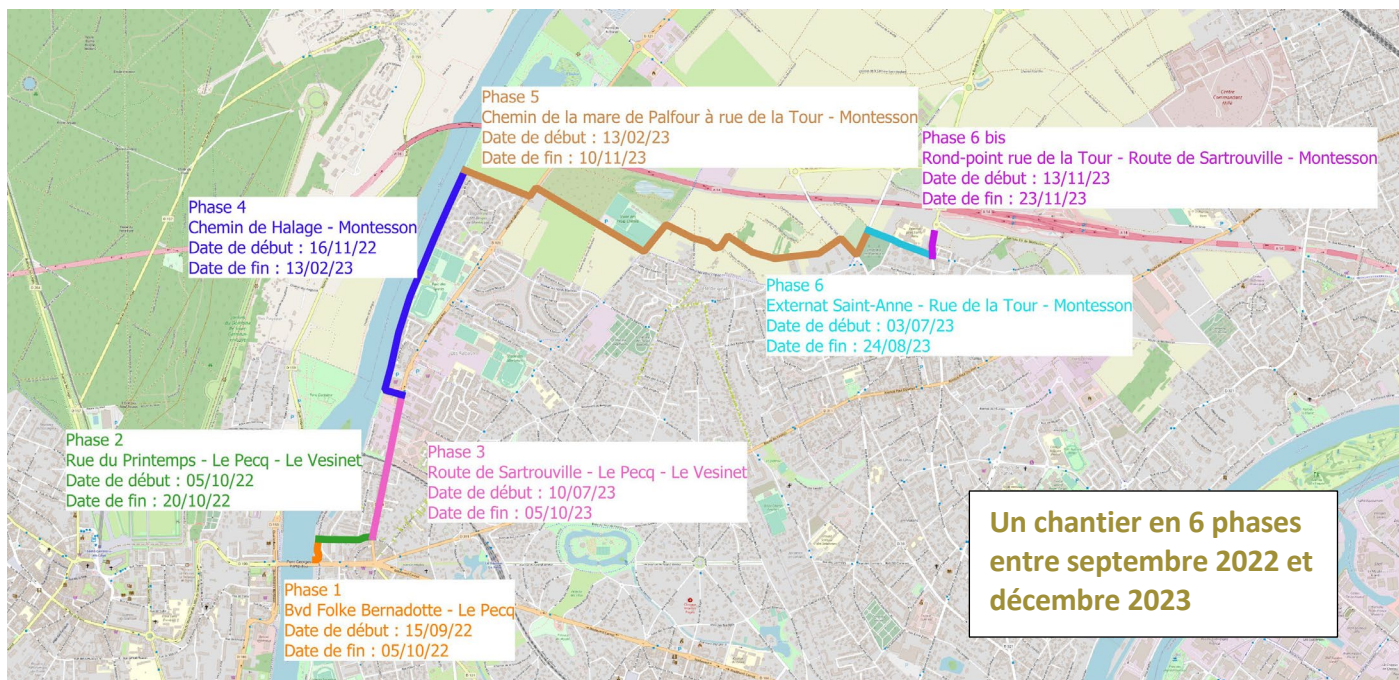 Phase 5
Chemin de la mare de Palfour à rue de la Tour - Montesson
Date de début : 13/02/23
Date de fin : 10/11/23
Phase 6 bis
Rond-point rue de la Tour - Route de Sartrouville - Montesson
Date de début : 13/11/23
Date de fin : 23/11/23
Phase 4
Chemin de Halage - Montesson
Date de début : 16/11/22
Date de fin : 13/02/23
Phase 6
Externat Saint-Anne - Rue de la Tour - Montesson
Date de début : 03/07/23
Date de fin : 24/08/23
Phase 2
Rue du Printemps - Le Pecq - Le Vesinet
Date de début : 05/10/22
Date de fin : 20/10/22
Phase 3
Route de Sartrouville - Le Pecq - Le Vesinet
Date de début : 10/07/23
Date de fin : 05/10/23
Un chantier en 6 phases
entre septembre 2022 et
décembre 2023
Phase 1
Bvd Folke Bernadotte - Le Pecq
Date de début : 15/09/22
Date de fin : 05/10/22